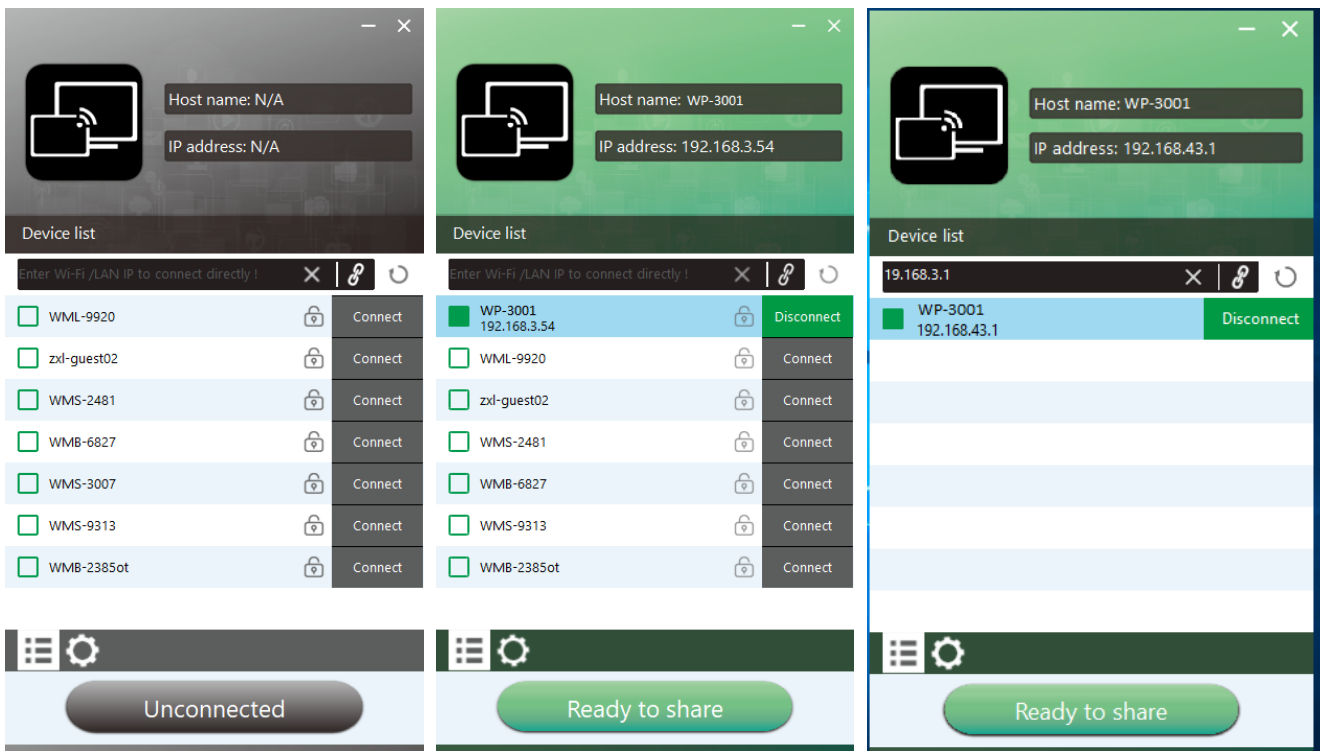 Host name: N/A
IP address: N/A
Device list
Enter Wi-Fi /LAN IP to connect directly !
WML-9920 Connect
zxl-guest02 Connect
WMS-2481 Connect
WMB-6827 Connect
WMS-3007 Connect
WMS-9313 Connect
WMB-2385ot Connect
Unconnected
Host name: WP-3001
IP address: 192.168.3.54
Device list
Enter Wi-Fi /LAN IP to connect directly !
WP-3001
192.168.3.54
Disconnect
WML-9920 Connect
zxl-guest02 Connect
WMS-2481 Connect
WMB-6827 Connect
WMS-9313 Connect
WMB-2385ot Connect
Ready to share
Host name: WP-3001
IP address: 192.168.43.1
Device list
19.168.3.1
WP-3001
192.168.43.1
Disconnect
Ready to share